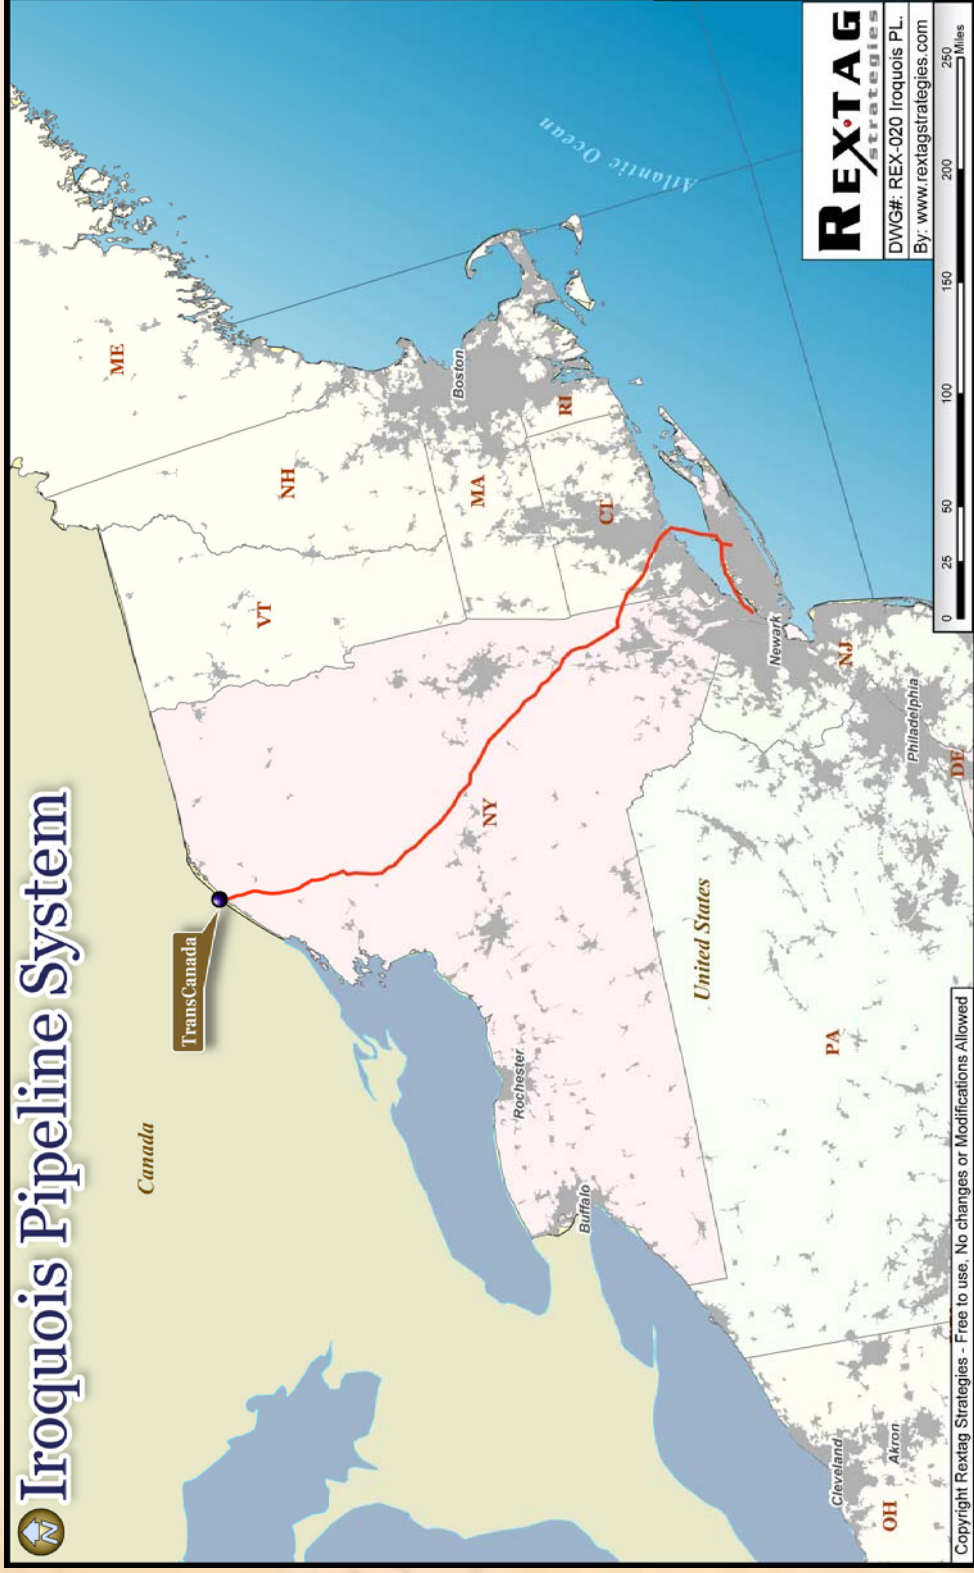 Iroquois Pipeline System
N
Canada
TransCanada
ME
VT
NH
MA
Boston
CT
RI
NY
Rochester
Buffalo
Atlantic Ocean
United States
Newark
NJ
PA
Philadelphia
DE
Cleveland
Akron
OH
REXTAG
strategies
DWG#: REX-020 Iroquois PL.
By: www.rextagstrategies.com
0 25 50 100 150 200 250
Miles
Copyright Rextag Strategies - Free to use, No changes or Modifications Allowed